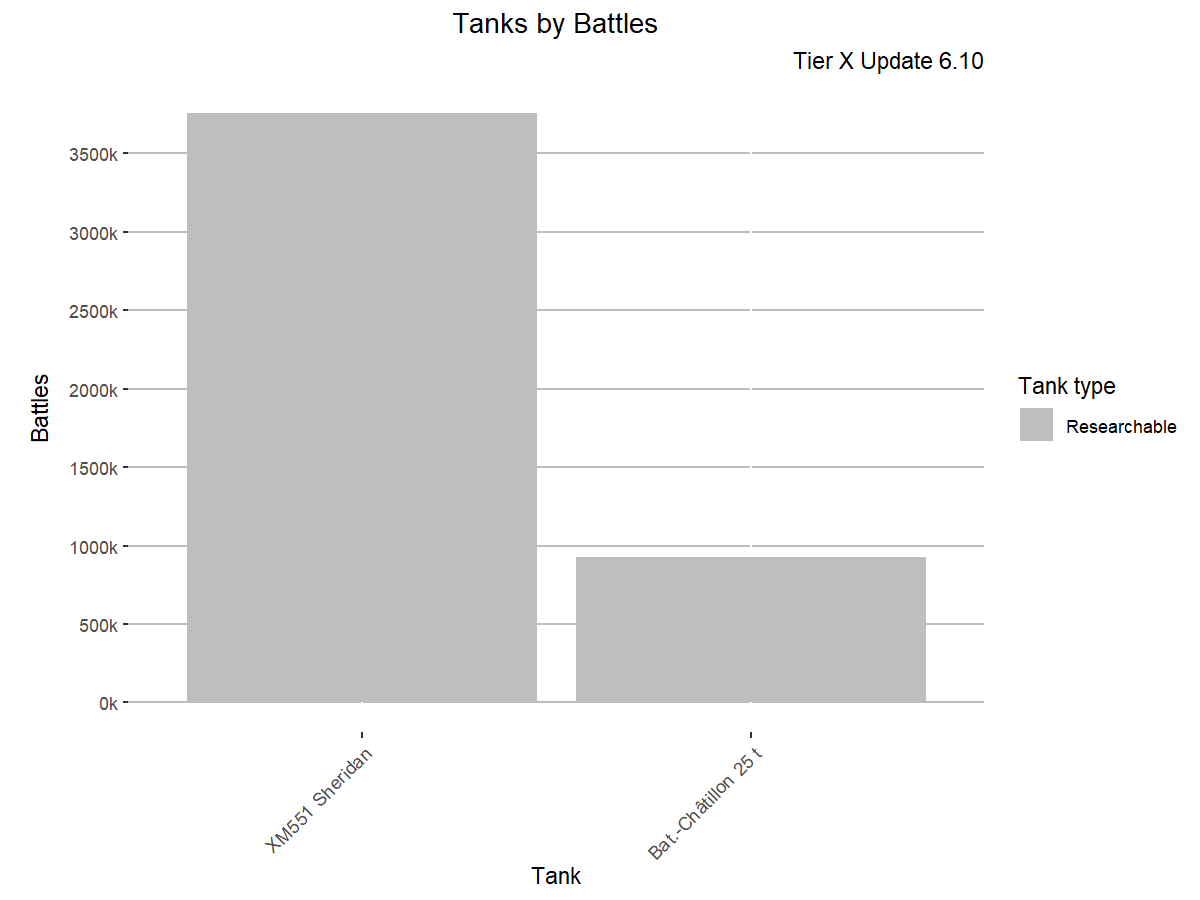 Tanks by Battles
Tier X Update 6.10
3500k
3000k
2500k
2000k
1500k
1000k
500k
0k
Battles
XM551 Sheridan
Bat.-Châtillon 25 t
Tank
Tank type
Researchable